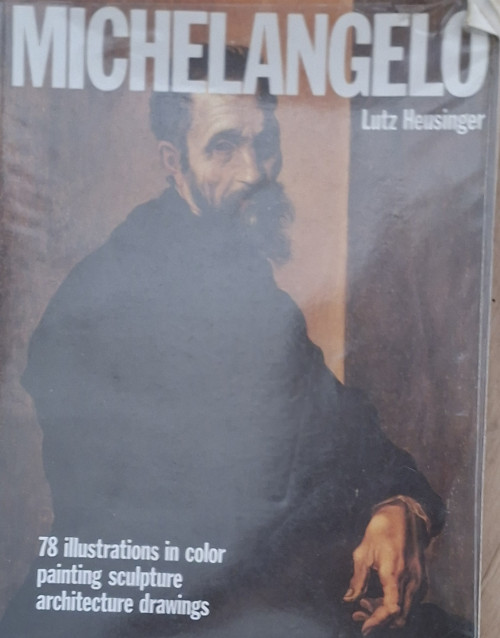 MICHELANGELO
Lutz Heusinger
78 illustrations in color
painting sculpture
architecture drawings